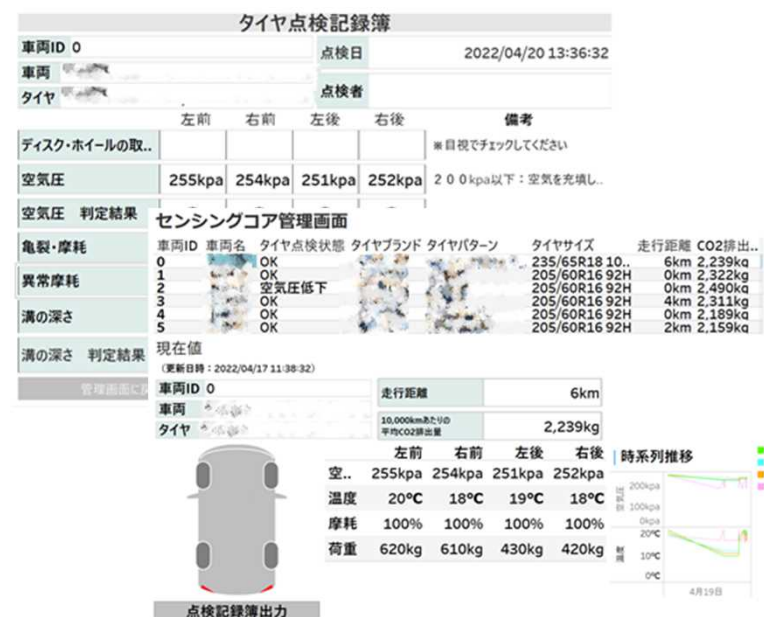 タイヤ点検記録簿
車両ID 0
点検日 2022/04/20 13:36:32
車両
タイヤ
点検者
左前 右前 左後 右後 備考
ディスク・ホイールの取.. ※目視でチェックしてください
空気圧 255kpa 254kpa 251kpa 252kpa 200kpa以下：空気を充填し..
空気圧 判定結果
亀裂・摩耗
異常摩耗
溝の深さ
溝の深さ 判定結果
管理画面に戻
センシングコア管理画面
車両ID 車両名 タイヤ点検状態 タイヤブランド タイヤパターン タイヤサイズ 走行距離 CO2排出..
0 OK 235/65R18 10.. 6km 2,239kg
1 OK 205/60R16 92H 0km 2,322kg
2 空気圧低下 205/60R16 92H 0km 2,490kg
3 OK 205/60R16 92H 4km 2,311kg
4 OK 205/60R16 92H 0km 2,189kg
5 OK 205/60R16 92H 2km 2,159kg
現在値
（更新日時：2022/04/17 11:38:32）
車両ID 0
走行距離 6km
車両
タイヤ
10,000kmあたりの
平均CO2排出量 2,239kg
左前 右前 左後 右後
空.. 255kpa 254kpa 251kpa 252kpa
温度 20℃ 18℃ 19℃ 18℃
摩耗 100% 100% 100% 100%
荷重 620kg 610kg 430kg 420kg
点検記録簿出力
時系列推移
空気圧
200kpa
100kpa
0kpa
温度
20℃
10℃
0℃
4月19日